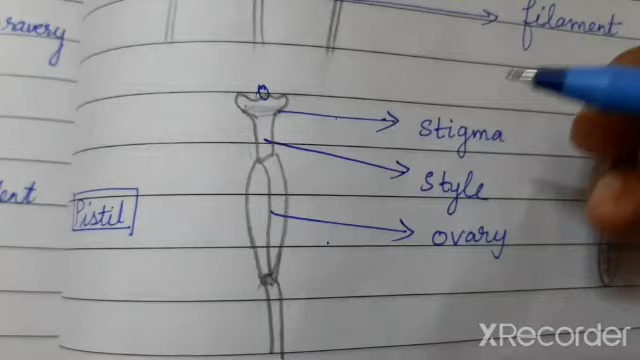 filament
Stigma
Style
Pistil
ovary
XRecorder